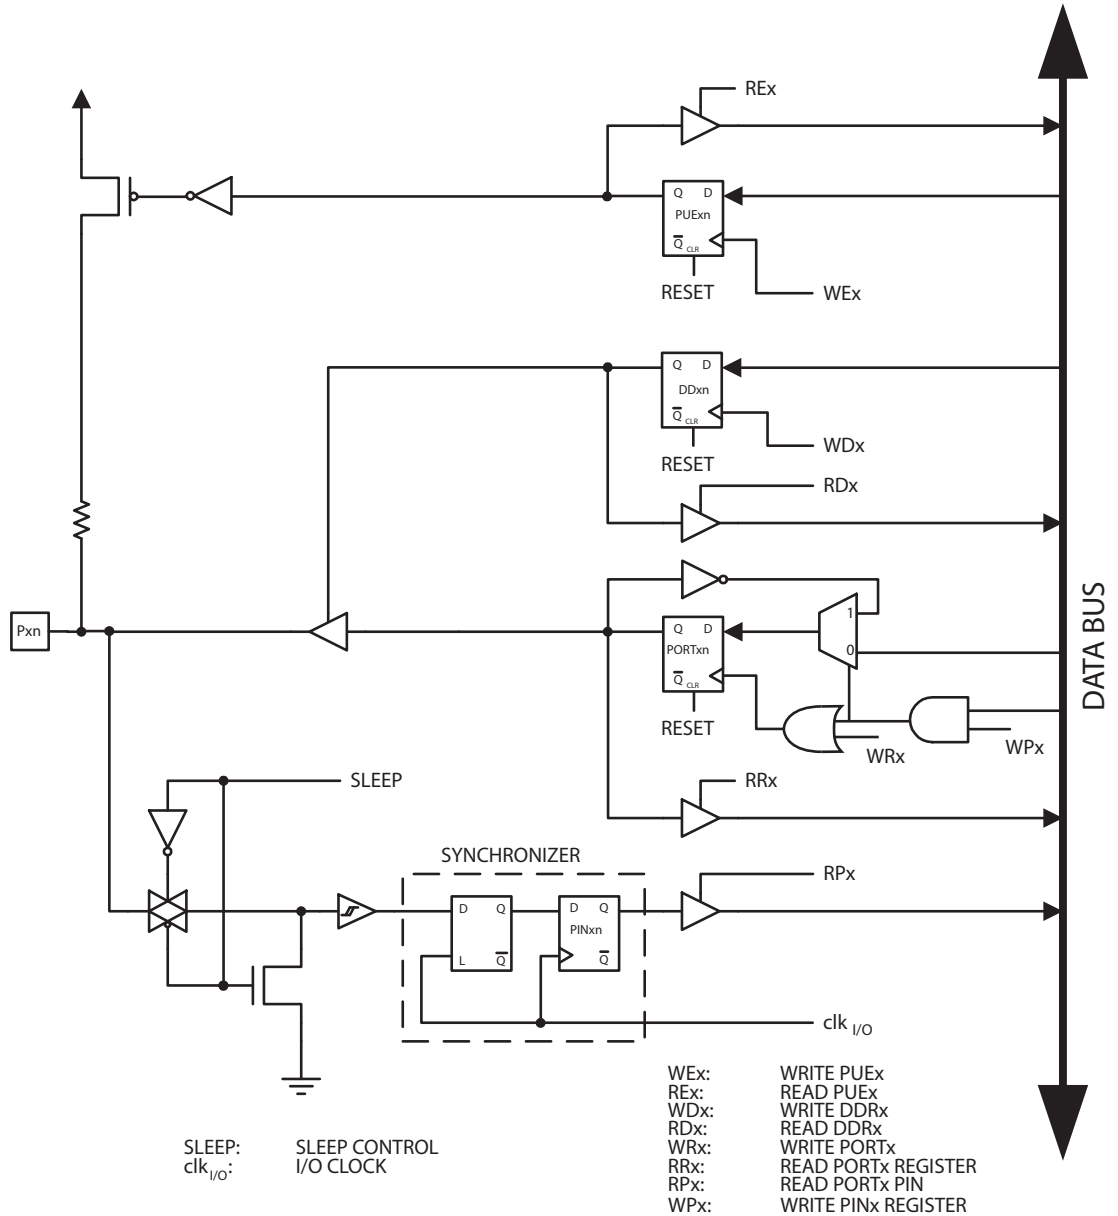 REx
Q D
PUExn
Q CLR
RESET
WEx
Q D
DDxn
Q CLR
RESET
WDx
RDx
Pxn
1
Q D
PORTxn
0
Q CLR
RESET
WRx
WPx
DATA BUS
SLEEP
RRx
SYNCHRONIZER
RPx
D Q
D Q
PINxn
L Q
Q
clk I/O
WEx: WRITE PUEx
REx: READ PUEx
WDx: WRITE DDRx
RDx: READ DDRx
WRx: WRITE PORTx
RRx: READ PORTx REGISTER
RPx: READ PORTx PIN
WPx: WRITE PINx REGISTER
SLEEP: SLEEP CONTROL
clk I/O: I/O CLOCK